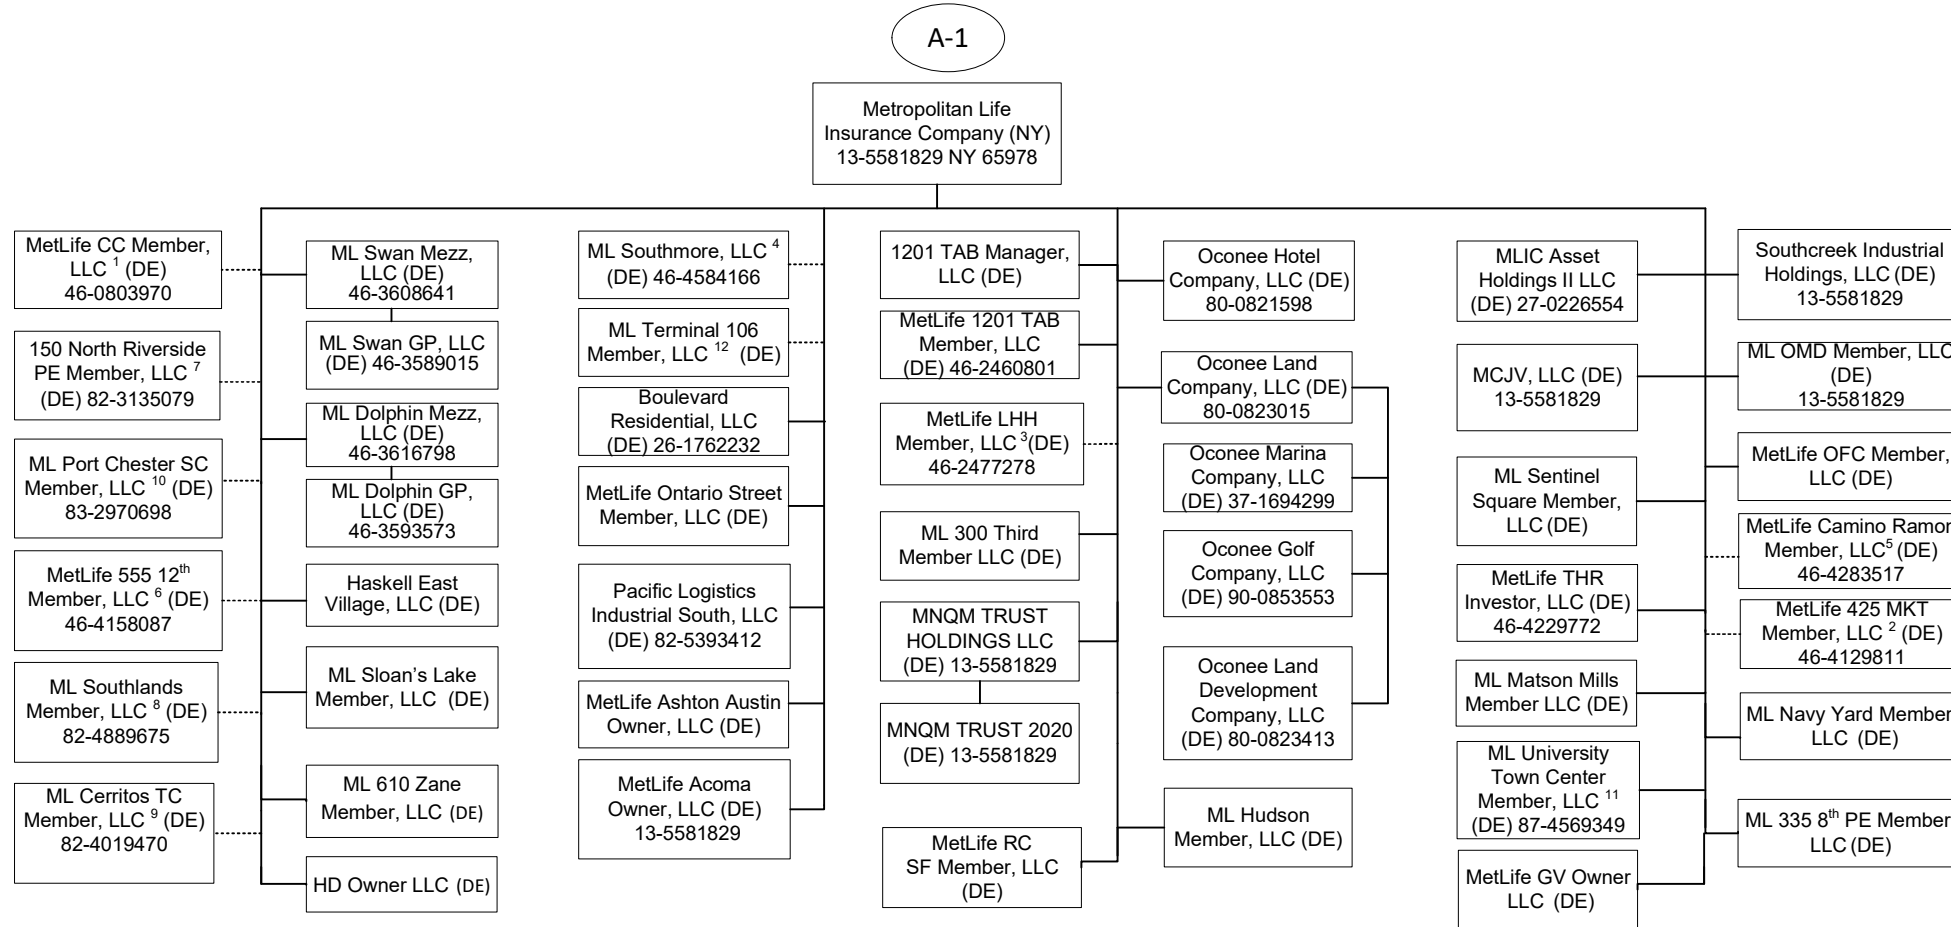 A-1
Metropolitan Life
Insurance Company (NY)
13-5581829 NY 65978
MetLife CC Member,
LLC 1 (DE)
46-0803970
150 North Riverside
PE Member, LLC 7
(DE) 82-3135079
ML Port Chester SC
Member, LLC 10 (DE)
83-2970698
MetLife 555 12th
Member, LLC 6 (DE)
46-4158087
ML Southlands
Member, LLC 8 (DE)
82-4889675
ML Cerritos TC
Member, LLC 9 (DE)
82-4019470
ML Swan Mezz,
LLC (DE)
46-3608641
ML Swan GP, LLC
(DE) 46-3589015
ML Dolphin Mezz,
LLC (DE)
46-3616798
ML Dolphin GP,
LLC (DE)
46-3593573
Haskell East
Village, LLC (DE)
ML Sloan's Lake
Member, LLC (DE)
ML 610 Zane
Member, LLC (DE)
HD Owner LLC (DE)
ML Southmore, LLC 4
(DE) 46-4584166
ML Terminal 106
Member, LLC 12 (DE)
Boulevard
Residential, LLC
(DE) 26-1762232
MetLife Ontario Street
Member, LLC (DE)
Pacific Logistics
Industrial South, LLC
(DE) 82-5393412
MetLife Ashton Austin
Owner, LLC (DE)
MetLife Acoma
Owner, LLC (DE)
13-5581829
1201 TAB Manager,
LLC (DE)
MetLife 1201 TAB
Member, LLC
(DE) 46-2460801
MetLife LHH
Member, LLC 3(DE)
46-2477278
ML 300 Third
Member LLC (DE)
MNQM TRUST
HOLDINGS LLC
(DE) 13-5581829
MNQM TRUST 2020
(DE) 13-5581829
MetLife RC
SF Member, LLC
(DE)
Oconee Hotel
Company, LLC (DE)
80-0821598
Oconee Land
Company, LLC (DE)
80-0823015
Oconee Marina
Company, LLC
(DE) 37-1694299
Oconee Golf
Company, LLC
(DE) 90-0853553
Oconee Land
Development
Company, LLC
(DE) 80-0823413
ML Hudson
Member, LLC (DE)
MLIC Asset
Holdings II LLC
(DE) 27-0226554
MCJV, LLC (DE)
13-5581829
ML Sentinel
Square Member,
LLC (DE)
MetLife THR
Investor, LLC (DE)
46-4229772
ML Matson Mills
Member LLC (DE)
ML University
Town Center
Member, LLC 11
(DE) 87-4569349
MetLife GV Owner
LLC (DE)
Southcreek Industrial
Holdings, LLC (DE)
13-5581829
ML OMD Member, LLC
(DE)
13-5581829
MetLife OFC Member,
LLC (DE)
MetLife Camino Ramon
Member, LLC5 (DE)
46-4283517
MetLife 425 MKT
Member, LLC 2 (DE)
46-4129811
ML Navy Yard Member
LLC (DE)
ML 335 8th PE Member
LLC (DE)